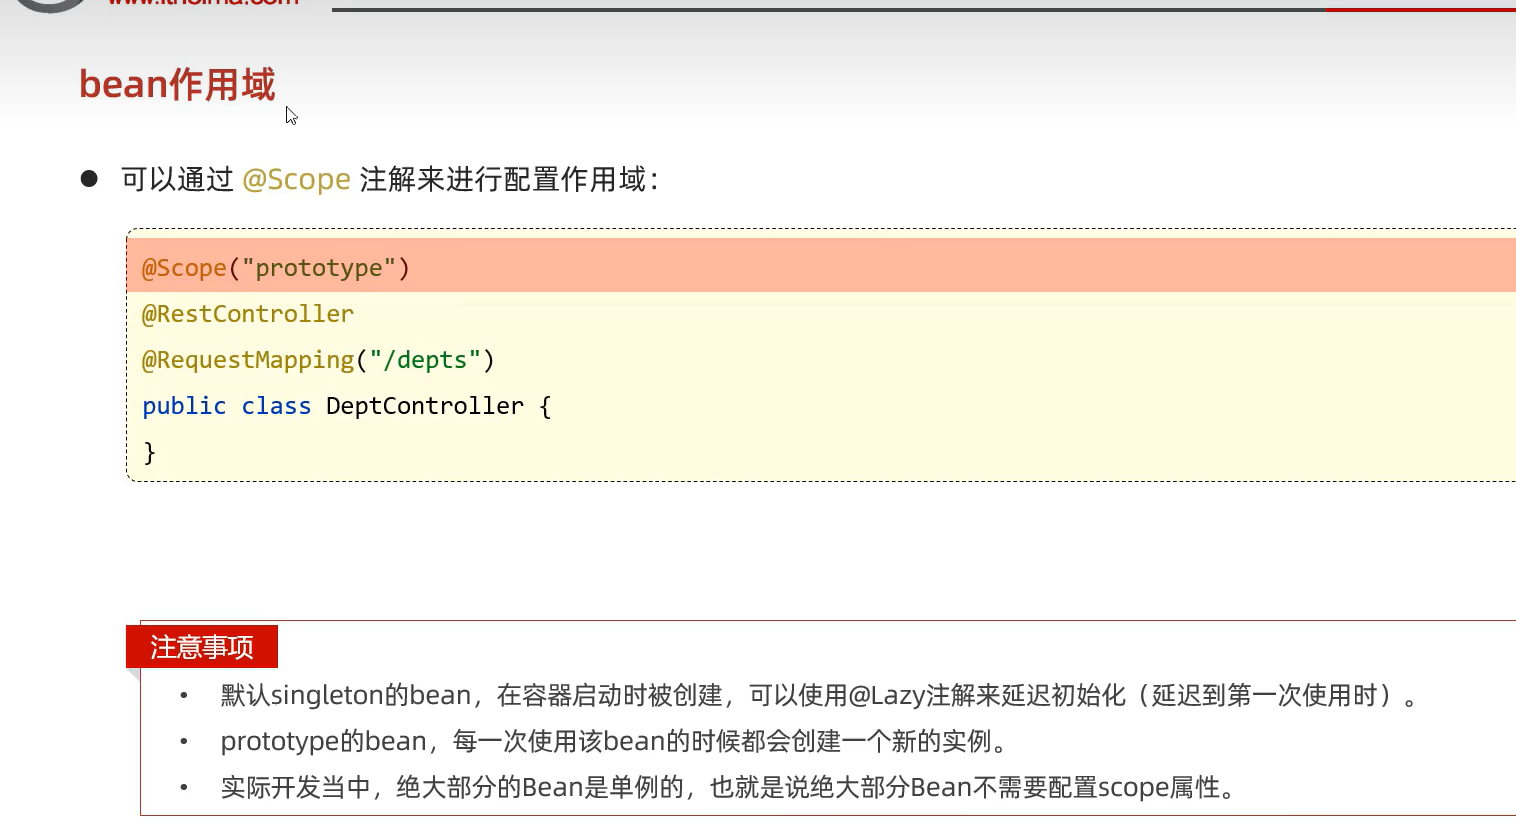 www.itheima.com
bean作用域
可以通过 @Scope 注解来进行配置作用域：
@Scope("prototype")
@RestController
@RequestMapping("/depts")
public class DeptController {
}
注意事项
默认singleton的bean，在容器启动时被创建，可以使用@Lazy注解来延迟初始化（延迟到第一次使用时）。
prototype的bean，每一次使用该bean的时候都会创建一个新的实例。
实际开发当中，绝大部分的Bean是单例的，也就是说绝大部分Bean不需要配置scope属性。